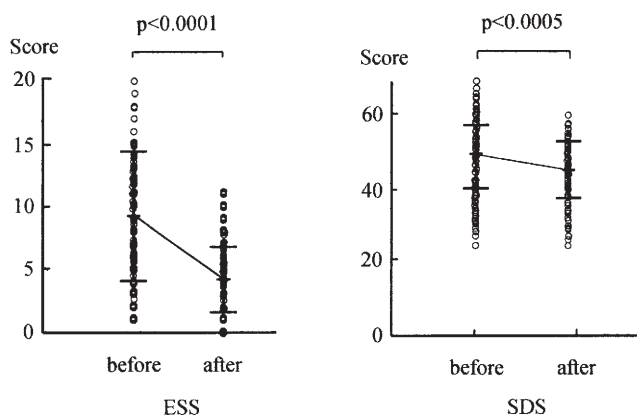 p<0.0001
Score
20
15
10
5
0
before after
ESS
p<0.0005
Score
60
40
20
0
before after
SDS